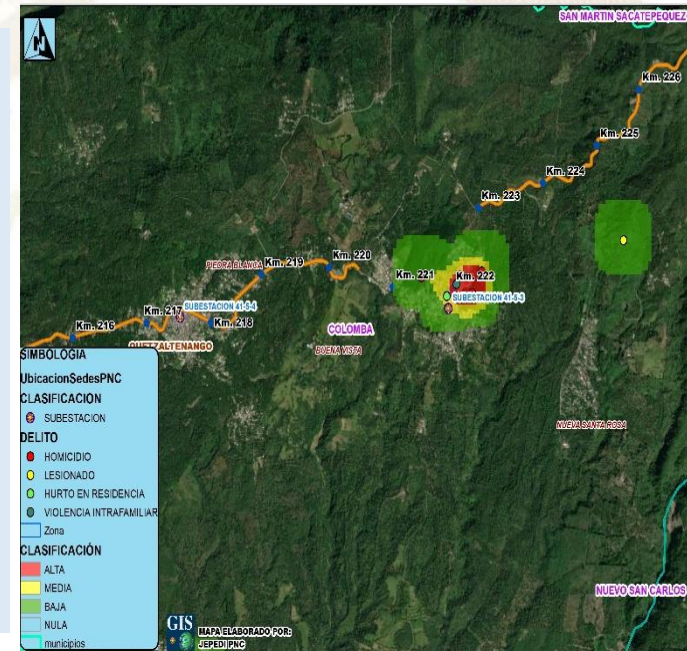 N
SAN MARTIN SACATEPEQUEZ
Km. 226
Km. 225
Km. 224
Km. 223
PIEDRA BLANCA
Km. 219
Km. 220
Km. 221
Km. 222
SUBESTACION 41-5-3
SUBESTACION 41-5-4
Km. 216
Km. 217
Km. 218
COLOMBA
QUETZALTENANGO
BUENA VISTA
NUEVA SANTA ROSA
NUEVO SAN CARLOS
SIMBOLOGIA
UbicacionSedesPNC
CLASIFICACIÓN
SUBESTACION
DELITO
HOMICIDIO
LESIONADO
HURTO EN RESIDENCIA
VIOLENCIA INTRAFAMILIAR
Zona
CLASIFICACIÓN
ALTA
MEDIA
BAJA
NULA
municipios
GIS
MAPA ELABORADO POR:
JEPEDI PNC